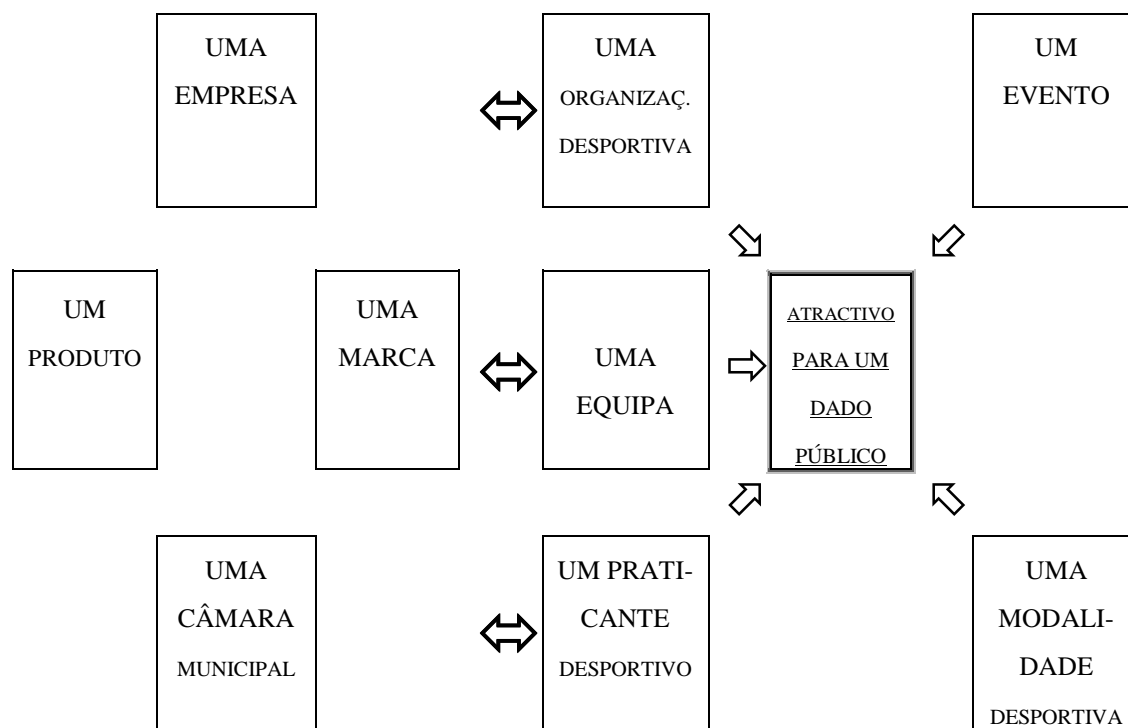 UMA
EMPRESA
UMA
ORGANIZAÇ.
DESPORTIVA
UM
EVENTO
UM
PRODUTO
UMA
MARCA
UMA
EQUIPA
ATRACTIVO
PARA UM
DADO
PÚBLICO
UMA
CÂMARA
MUNICIPAL
UM PRATI-
CANTE
DESPORTIVO
UMA
MODALI-
DADE
DESPORTIVA